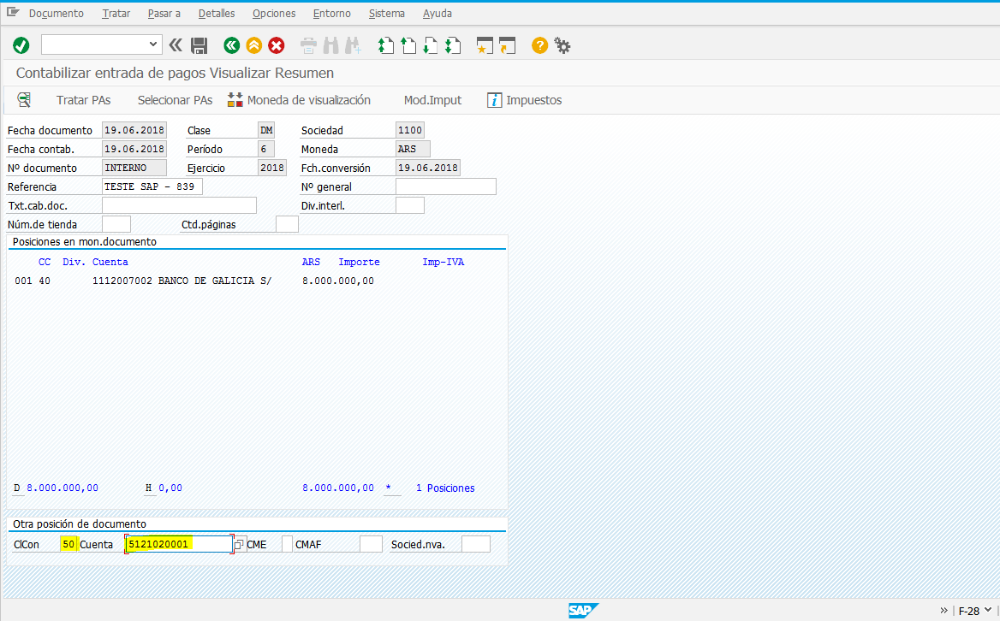 Documento Tratar Pasar a Detalles Opciones Entorno Sistema Ayuda
Contabilizar entrada de pagos Visualizar Resumen
Tratar PAs Selecionar PAs Moneda de visualización Mod.Imput Impuestos
Fecha documento 19.06.2018 Clase DM Sociedad 1100
Fecha contab. 19.06.2018 Período 6 Moneda ARS
Nº documento INTERNO Ejercicio 2018 Fch.conversión 19.06.2018
Referencia TESTE SAP - 839 Nº general
Txt.cab.doc. Div.interl.
Núm.de tienda Ctd.páginas
Posiciones en mon.documento
CC Div. Cuenta ARS Importe Imp-IVA
001 40 1112007002 BANCO DE GALICIA S/ 8.000.000,00
D 8.000.000,00 H 0,00 8.000.000,00 * 1 Posiciones
Otra posición de documento
ClCon 50 Cuenta 5121020001 CME CMAF Socied.nva.
SAP F-28